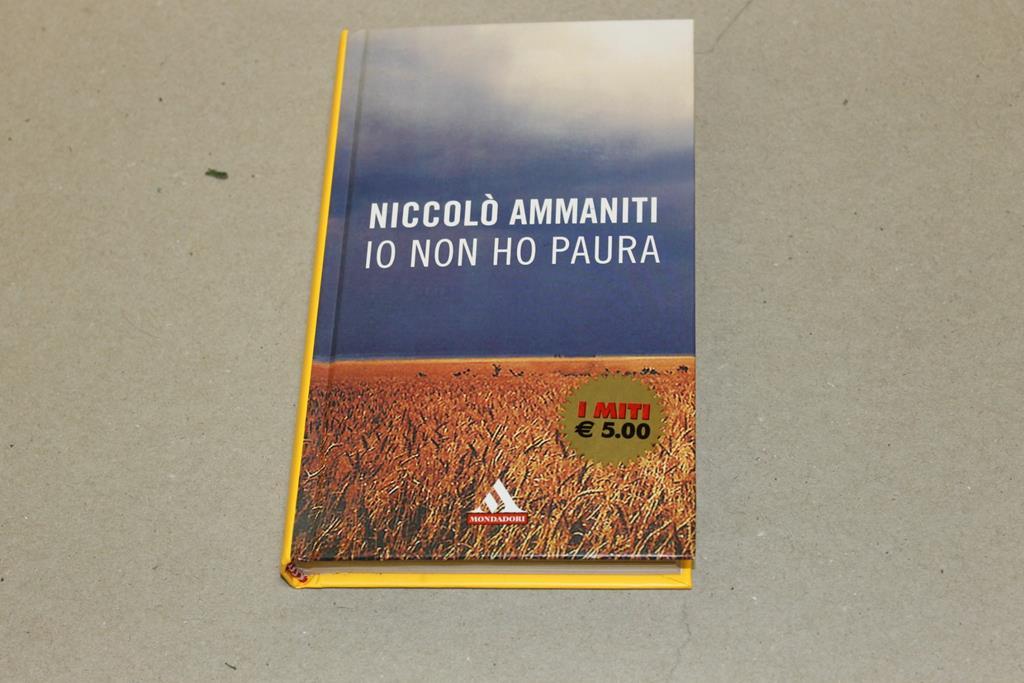 NICCOLÒ AMMANITI
IO NON HO PAURA
I MITI
€ 5.00
MONDADORI